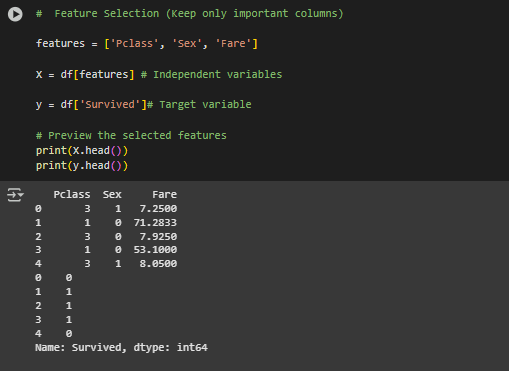 #  Feature Selection (Keep only important columns)
features = ['Pclass', 'Sex', 'Fare']
X = df[features] # Independent variables
y = df['Survived']# Target variable
# Preview the selected features
print(X.head())
print(y.head())
   Pclass  Sex     Fare
0       3    1   7.2500
1       1    0  71.2833
2       3    0   7.9250
3       1    0  53.1000
4       3    1   8.0500
0    0
1    1
2    1
3    1
4    0
Name: Survived, dtype: int64